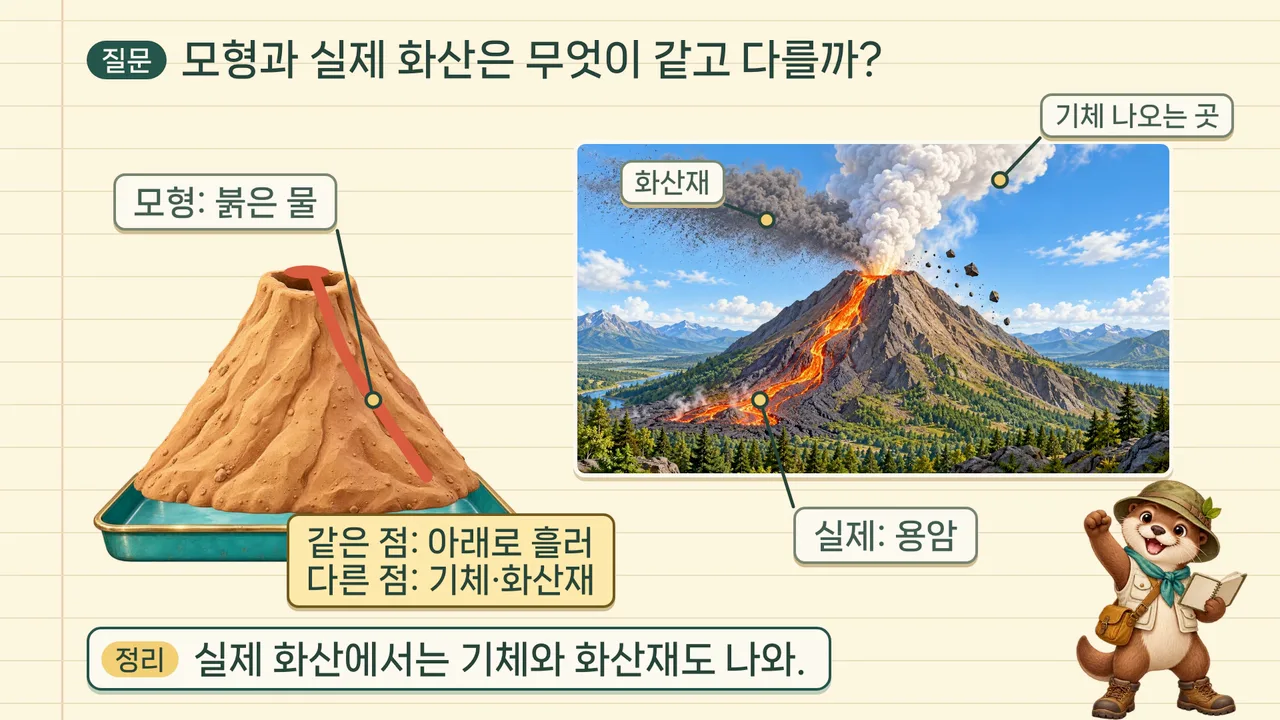 질문 모형과 실제 화산은 무엇이 같고 다를까?
기체 나오는 곳
화산재
모형: 붉은 물
실제: 용암
같은 점: 아래로 흘러
다른 점: 기체·화산재
정리 실제 화산에서는 기체와 화산재도 나와.